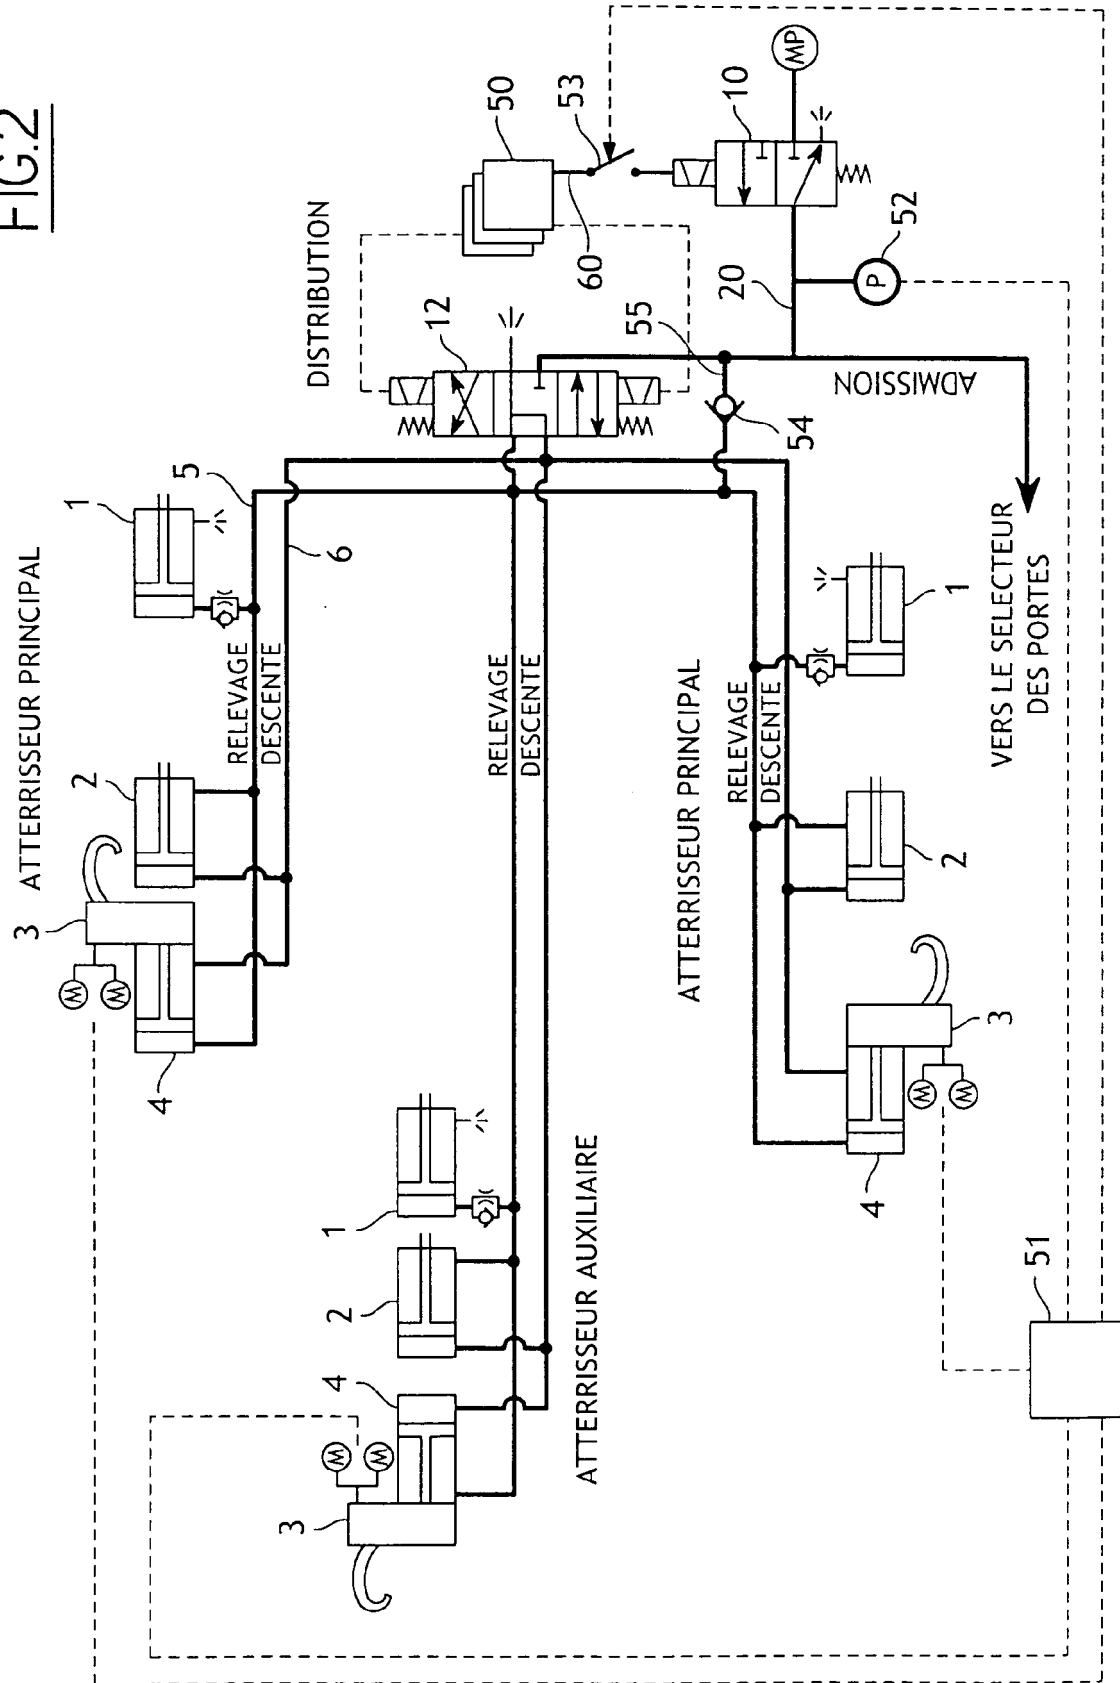 FIG.2
ATTERRISSEUR PRINCIPAL
3
2
1
4
5
6
RELEVAGE
DESCENTE
DISTRIBUTION
12
50
53
60
10
MP
20
52
P
55
54
ADMISSION
VERS LE SELECTEUR
DES PORTES
M
M
ATTERRISSEUR AUXILIAIRE
3
4
2
1
M
M
RELEVAGE
DESCENTE
ATTERRISSEUR PRINCIPAL
RELEVAGE
DESCENTE
4
3
2
1
M
M
51